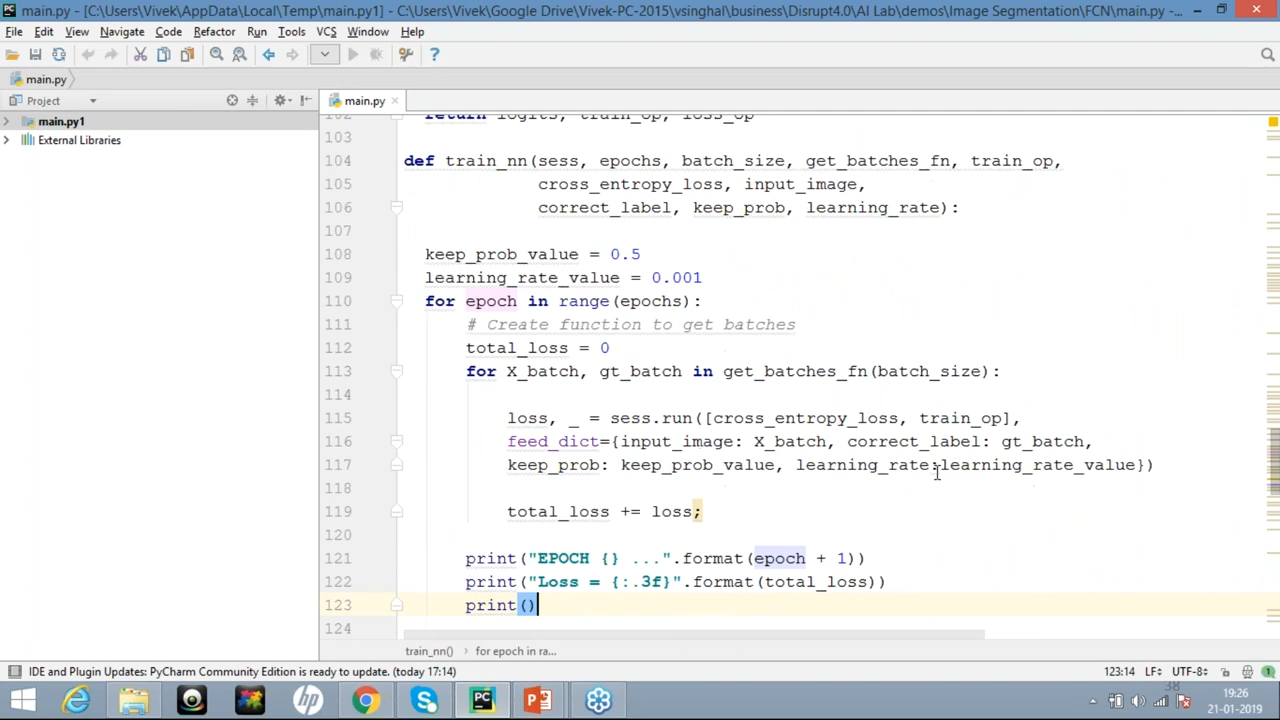 main.py - [C:\Users\Vivek\AppData\Local\Temp\main.py1] - C:\Users\Vivek\Google Drive\Vivek-PC-2015\vsinghal\business\Disrupt4.0\AI Lab\demos\Image Segmentation\FCN\main.py - ...
File Edit View Navigate Code Refactor Run Tools VCS Window Help
main.py
Project main.py
main.py1
External Libraries
102 return logits, train_op, loss_op
103
104 def train_nn(sess, epochs, batch_size, get_batches_fn, train_op,
105 cross_entropy_loss, input_image,
106 correct_label, keep_prob, learning_rate):
107
108 keep_prob_value = 0.5
109 learning_rate_value = 0.001
110 for epoch in range(epochs):
111 # Create function to get batches
112 total_loss = 0
113 for X_batch, gt_batch in get_batches_fn(batch_size):
114
115 loss, _ = sess.run([cross_entropy_loss, train_op],
116 feed_dict={input_image: X_batch, correct_label: gt_batch,
117 keep_prob: keep_prob_value, learning_rate:learning_rate_value})
118
119 total_loss += loss;
120
121 print("EPOCH {} ...".format(epoch + 1))
122 print("Loss = {:.3f}".format(total_loss))
123 print()
124
train_nn() › for epoch in ra...
IDE and Plugin Updates: PyCharm Community Edition is ready to update. (today 17:14) 123:14 LF÷ UTF-8÷ 1
38
19:26
21-01-2019